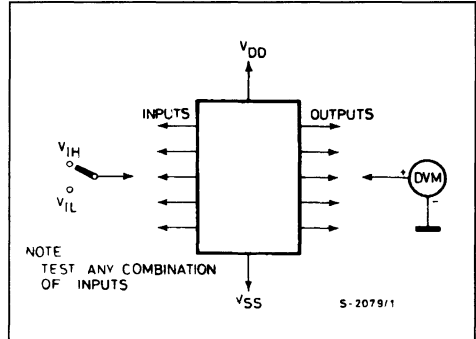 VDD
INPUTS
OUTPUTS
VIH
VIL
+
DVM
-
NOTE
TEST ANY COMBINATION
OF INPUTS
VSS
S-2079/1